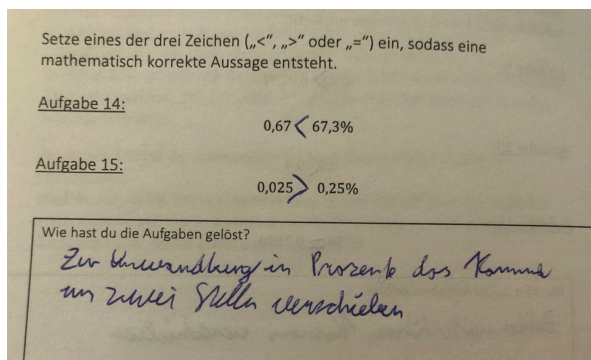 Setze eines der drei Zeichen („<“, „>“ oder „=“) ein, sodass eine
mathematisch korrekte Aussage entsteht.
Aufgabe 14:
0,67 < 67,3%
Aufgabe 15:
0,025 > 0,25%
Wie hast du die Aufgaben gelöst?
Zur Umwandlung in Prozente das Komma
um zwei Stellen verschieben